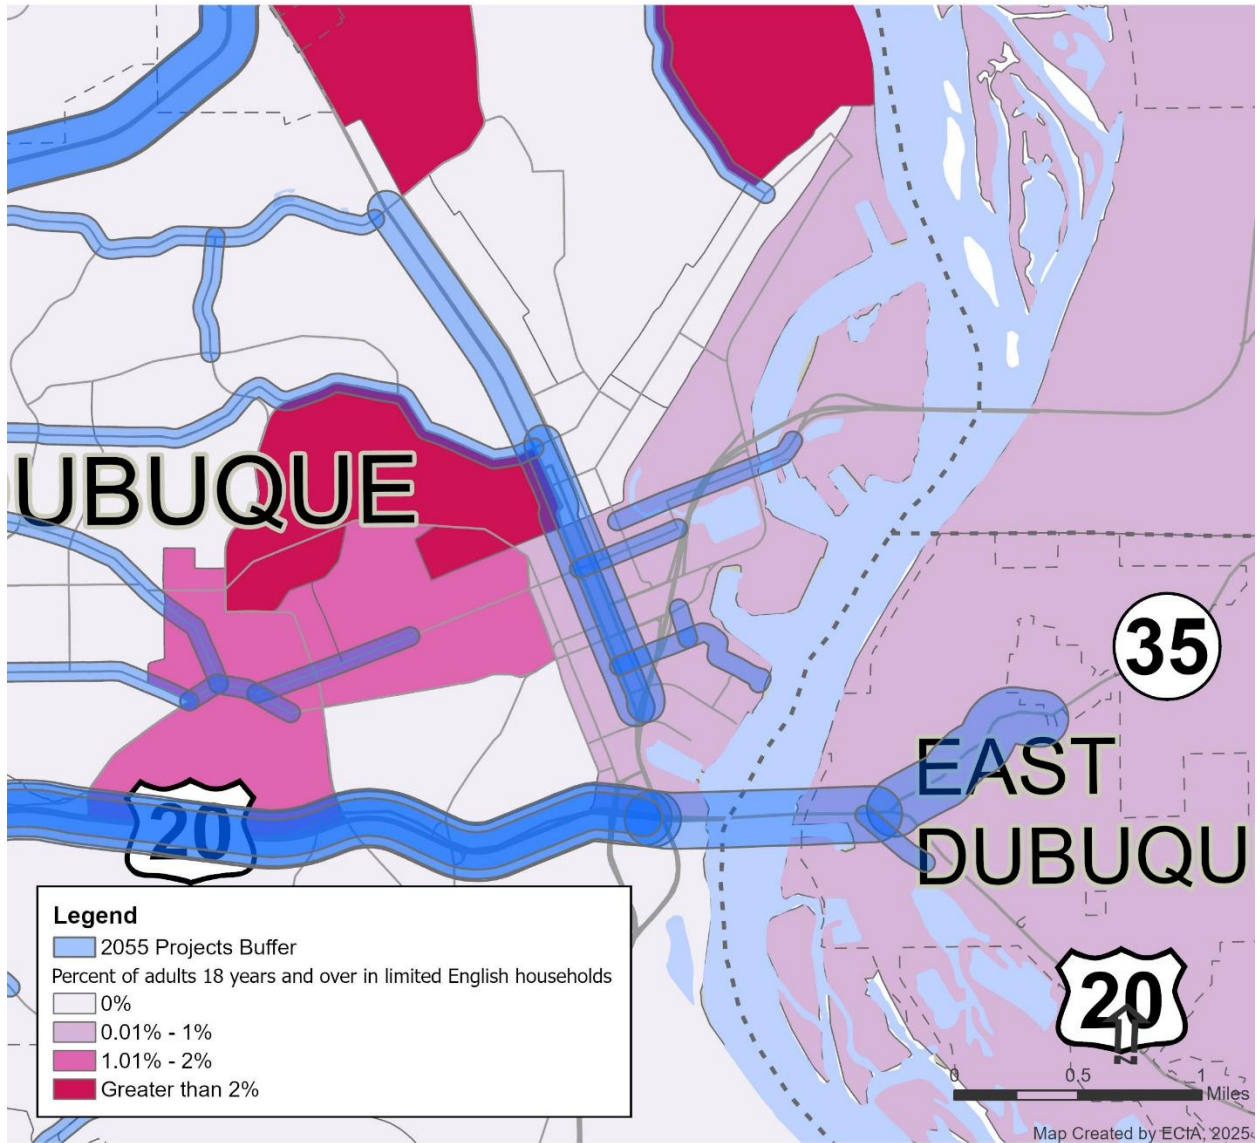 UBUQUE
35
EAST
DUBUQU
20
Legend
2055 Projects Buffer
Percent of adults 18 years and over in limited English households
0%
0.01% - 1%
1.01% - 2%
Greater than 2%
20
N
0 0.5 1
Miles
Map Created by ECIA, 2025